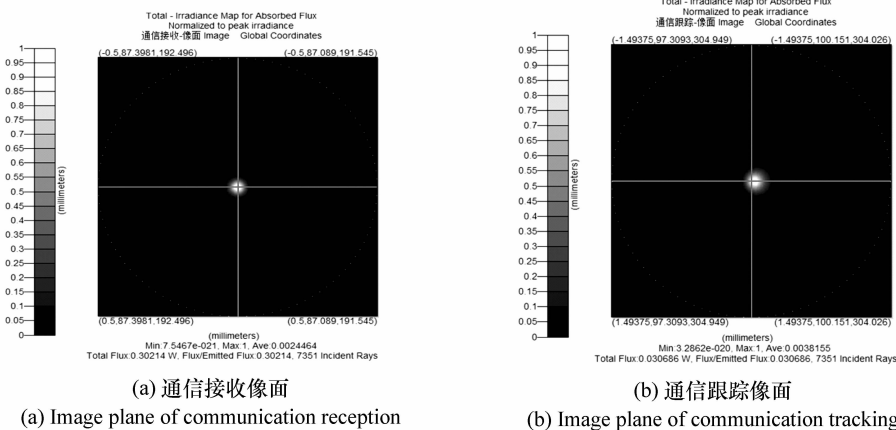 Total - Irradiance Map for Absorbed Flux
Normalized to peak irradiance
通信接收-像面 Image Global Coordinates
(-0.5,87.3981,192.496) (-0.5,87.089,191.545)
1
0.95
0.9
0.85
0.8
0.75
0.7
0.65
0.6
0.55
0.5
0.45
0.4
0.35
0.3
0.25
0.2
0.15
0.1
0.05
0
(millimeters)
(0.5,87.3981,192.496) (0.5,87.089,191.545)
(millimeters)
Min:7.5467e-021, Max:1, Ave:0.0024464
Total Flux:0.30214 W, Flux/Emitted Flux:0.30214, 7351 Incident Rays
(a) 通信接收像面
(a) Image plane of communication reception
Total - Irradiance Map for Absorbed Flux
Normalized to peak irradiance
通信跟踪-像面 Image Global Coordinates
(-1.49375,97.3093,304.949) (-1.49375,100.151,304.026)
1
0.95
0.9
0.85
0.8
0.75
0.7
0.65
0.6
0.55
0.5
0.45
0.4
0.35
0.3
0.25
0.2
0.15
0.1
0.05
0
(millimeters)
(1.49375,97.3093,304.949) (1.49375,100.151,304.026)
(millimeters)
Min:3.2862e-020, Max:1, Ave:0.0038155
Total Flux:0.030686 W, Flux/Emitted Flux:0.030686, 7351 Incident Rays
(b) 通信跟踪像面
(b) Image plane of communication tracking